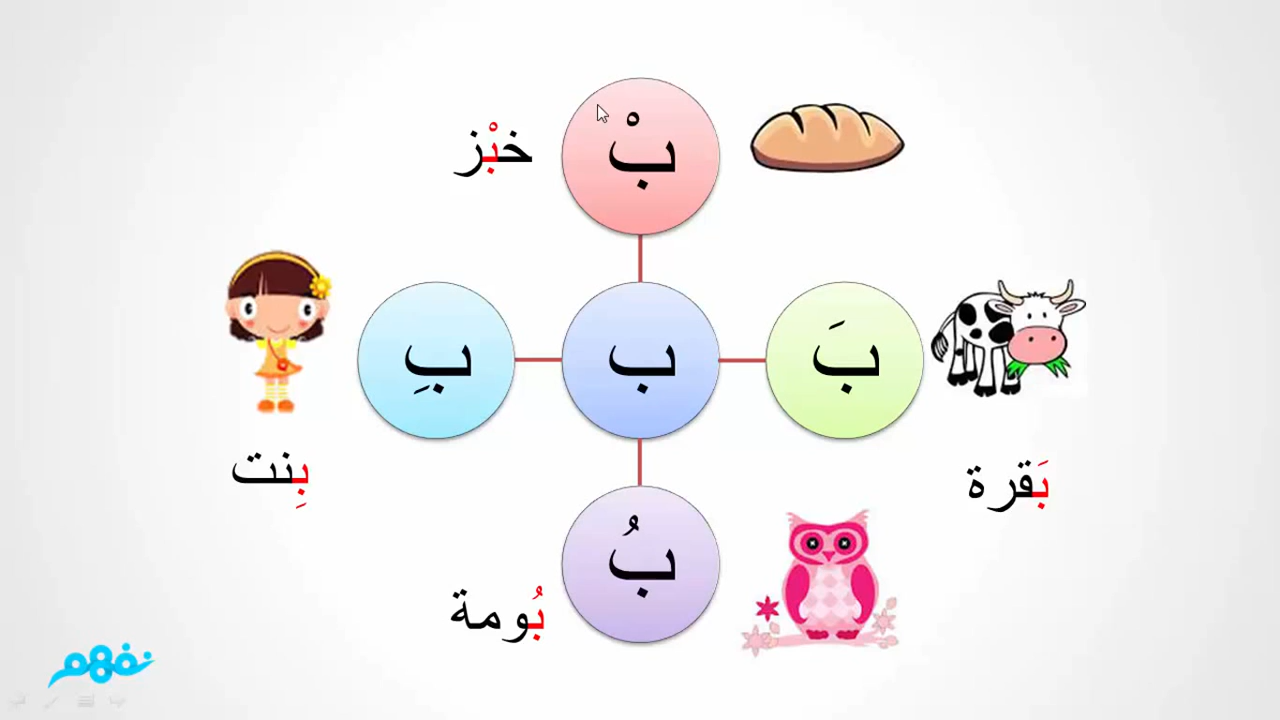 بْ
خبْز
بَ
ب
بِ
بَقرة
بِنت
بُ
بُومة
نفهم